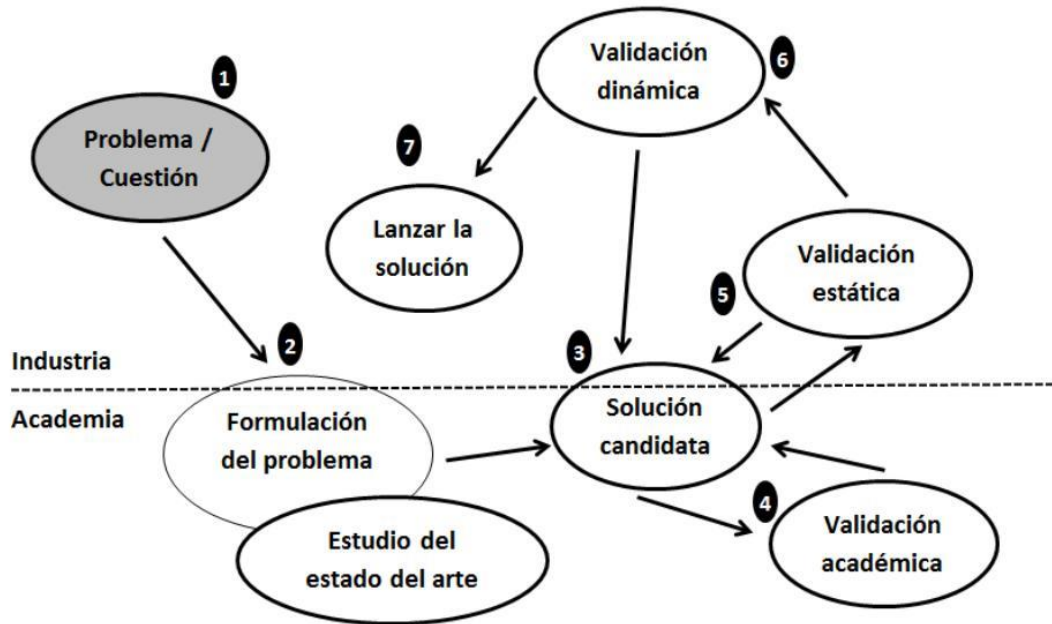 1
Problema /
Cuestión
2
Formulación
del problema
Estudio del
estado del arte
3
Solución
candidata
4
Validación
académica
5
Validación
estática
6
Validación
dinámica
7
Lanzar la
solución
Industria
Academia